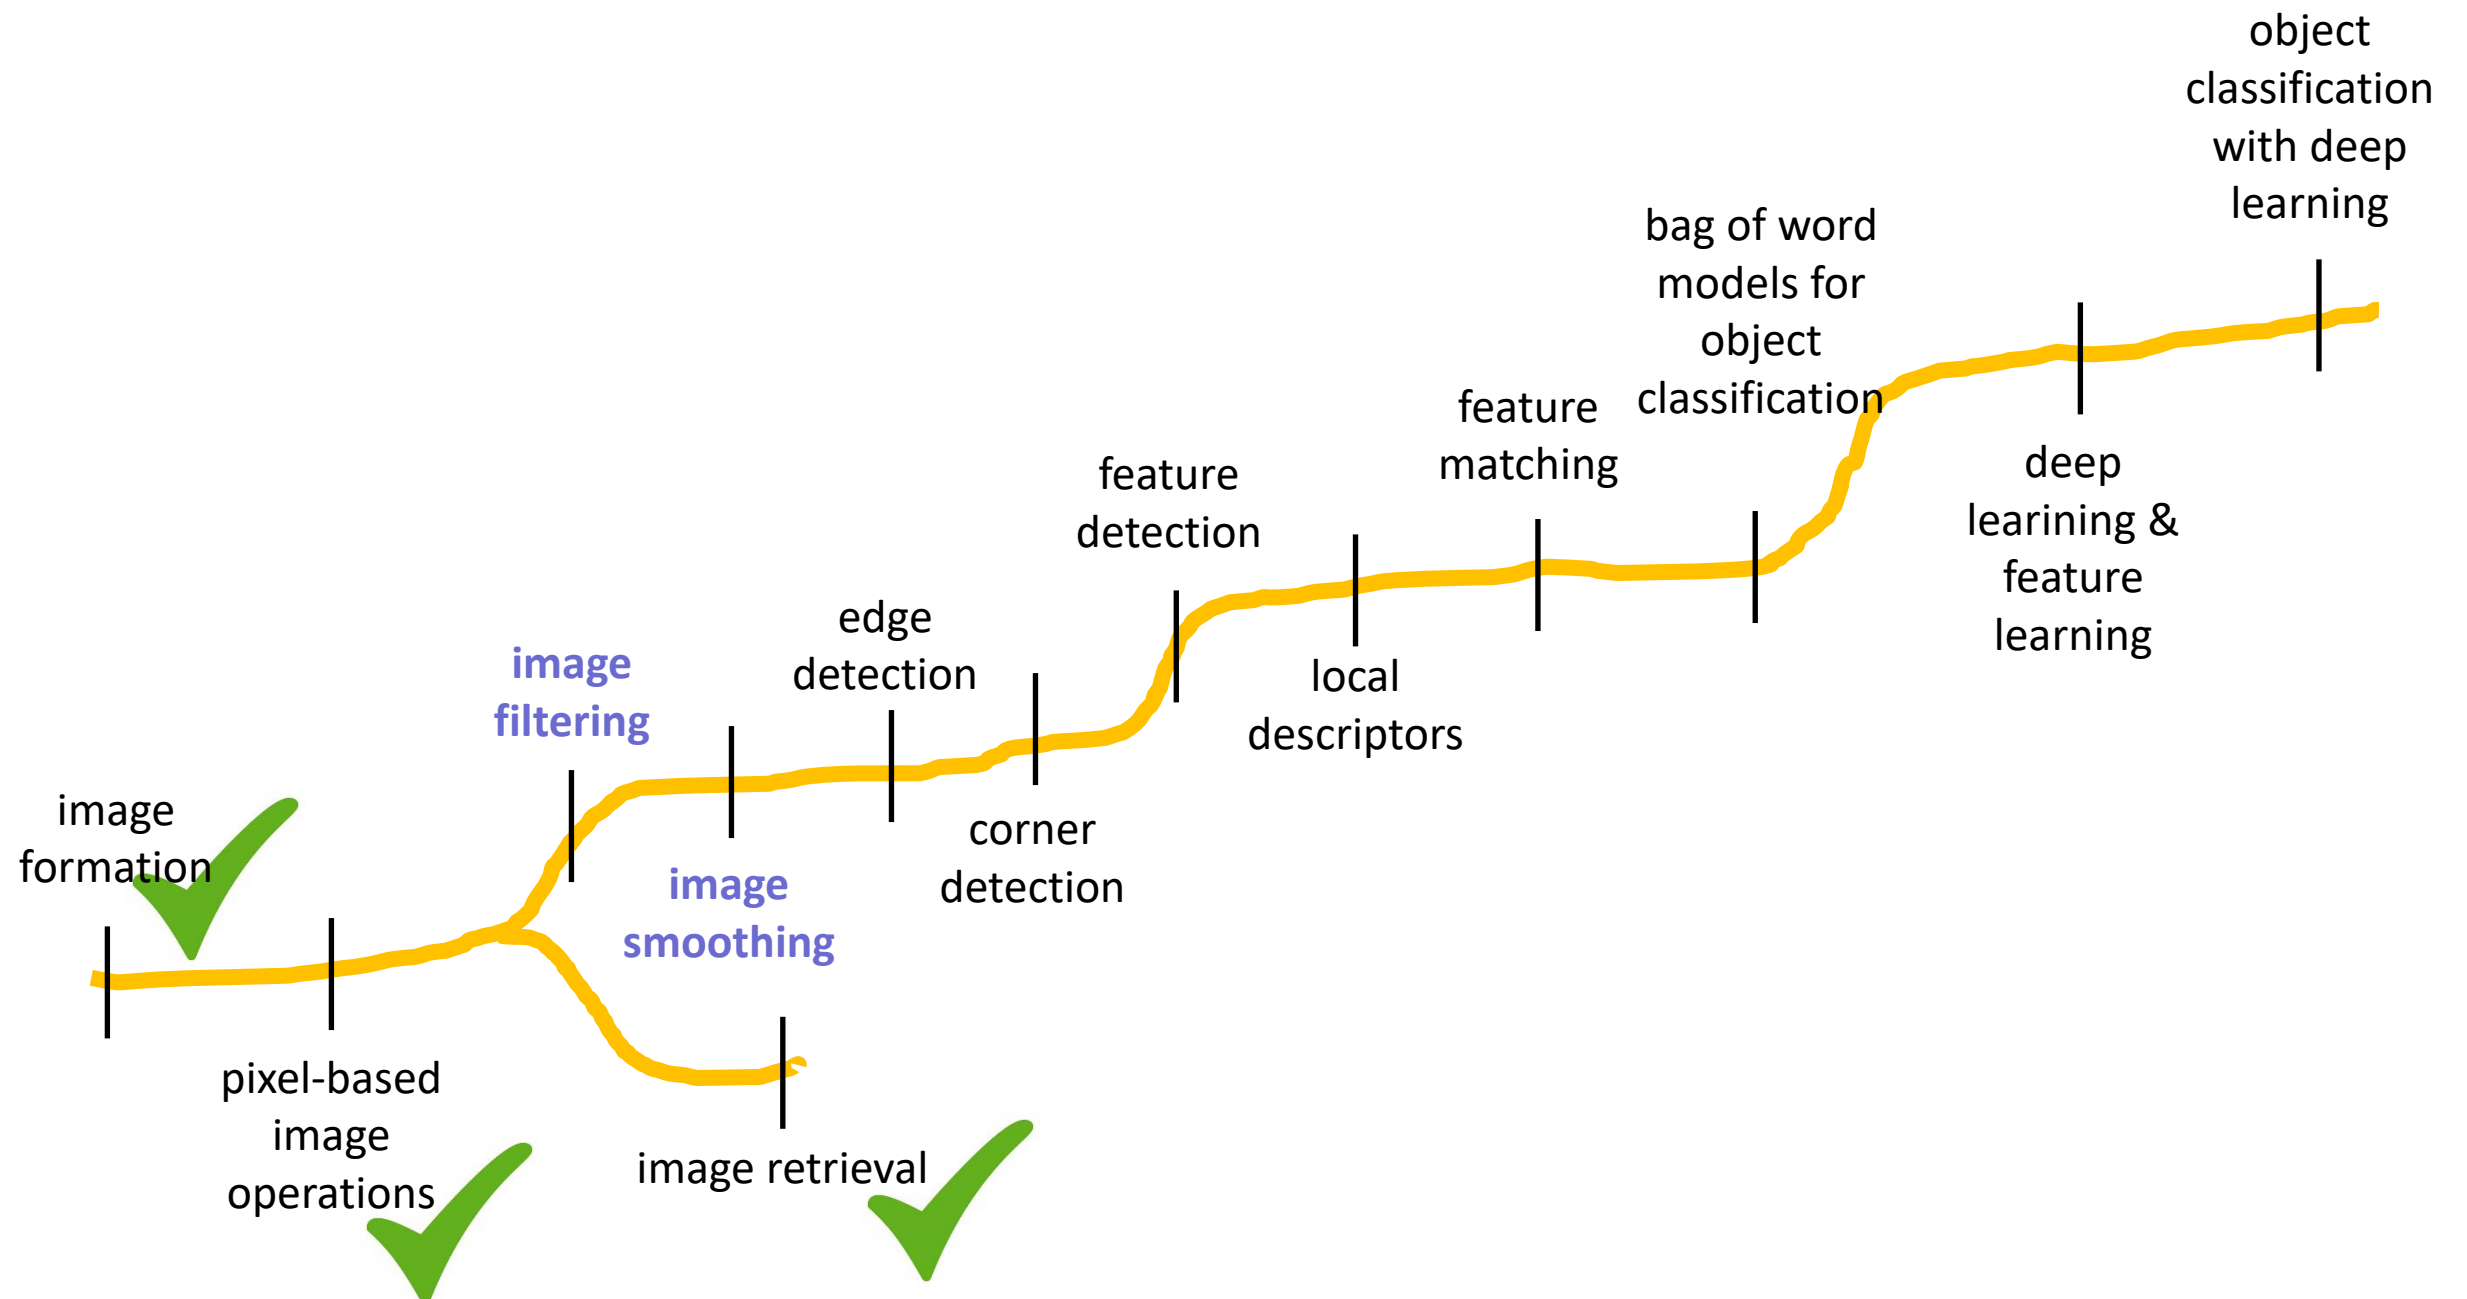 image
formation
pixel-based
image
operations
image
filtering
image
smoothing
image retrieval
edge
detection
corner
detection
feature
detection
local
descriptors
feature
matching
bag of word
models for
object
classification
deep
learining &
feature
learning
object
classification
with deep
learning